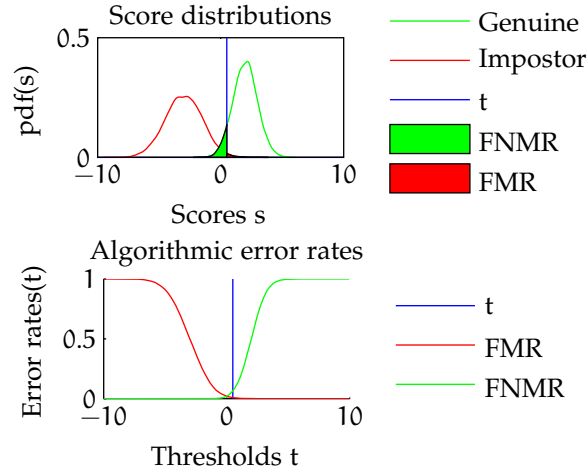 Score distributions
pdf(s)
0.5
0
−10
0
10
Scores s
Genuine
Impostor
t
FNMR
FMR
Algorithmic error rates
Error rates(t)
1
0.5
0
−10
0
10
Thresholds t
t
FMR
FNMR